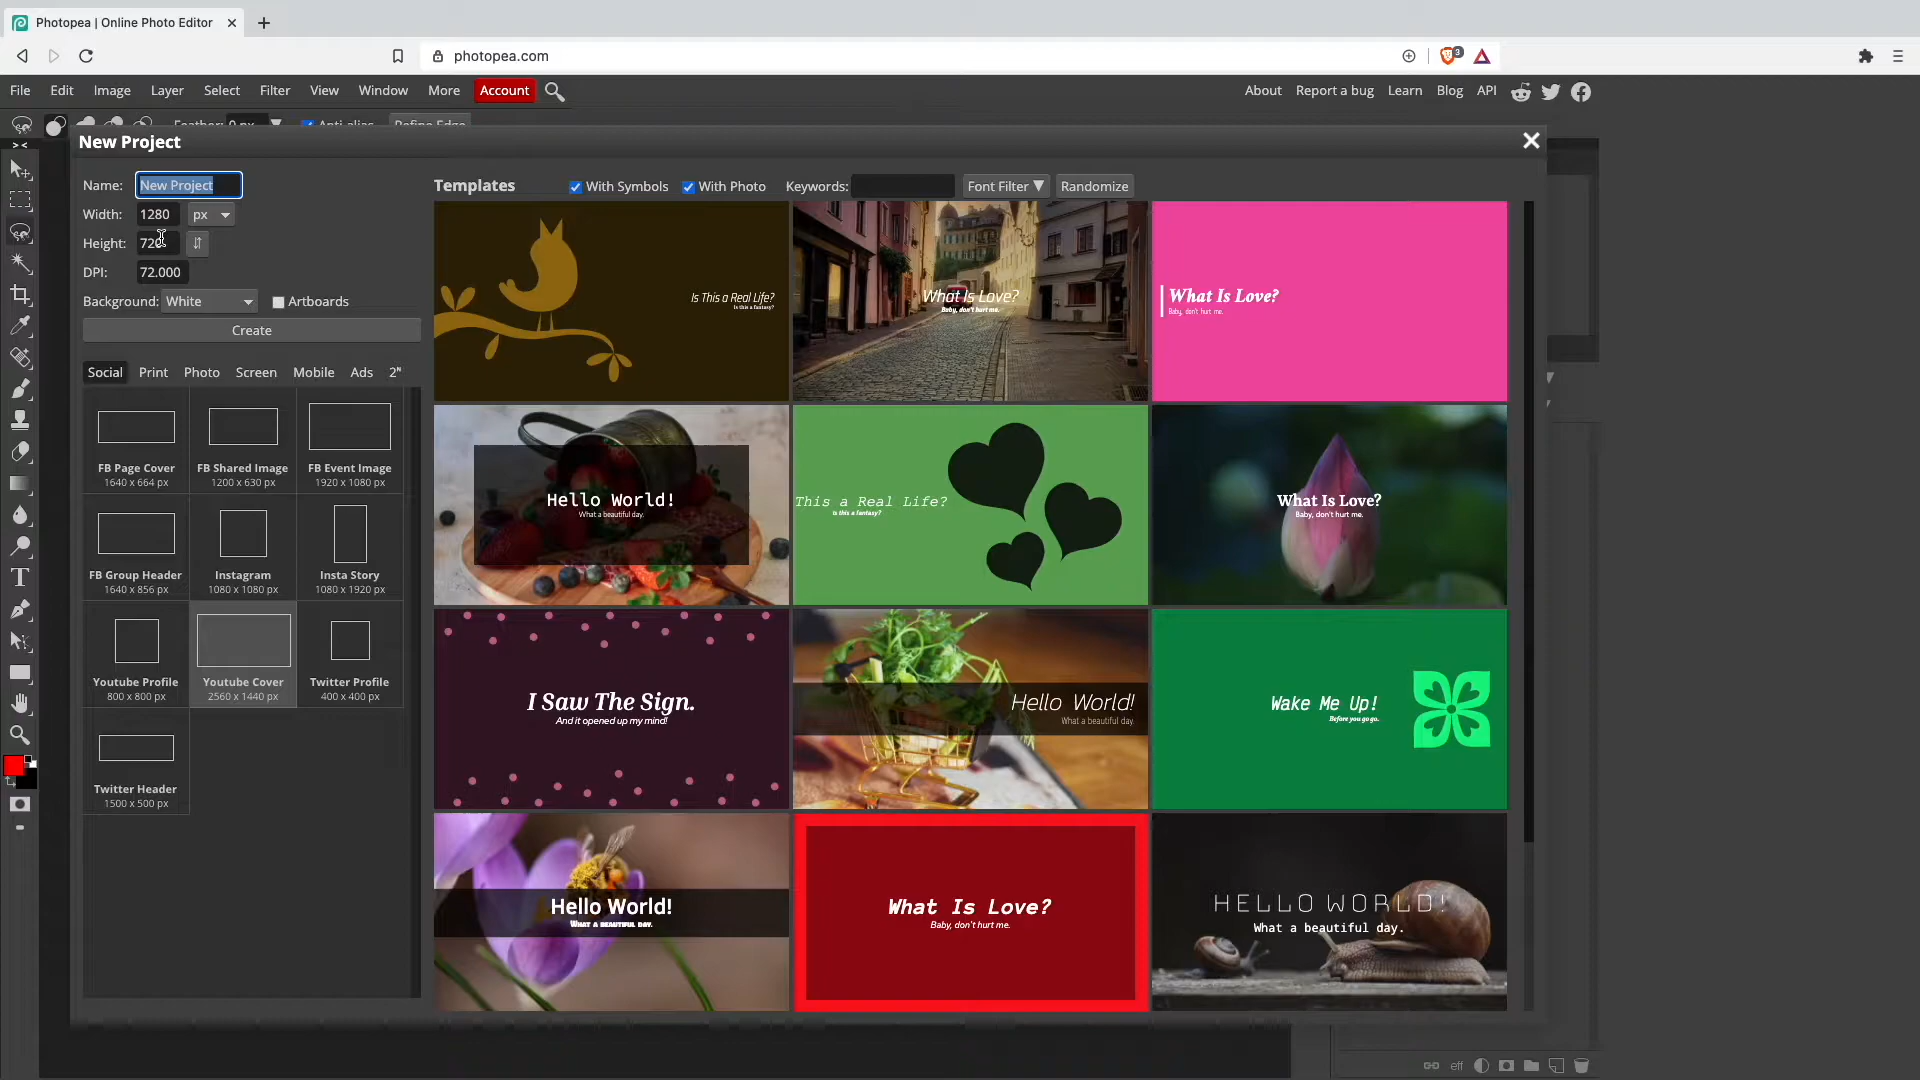 Photopea | Online Photo Editor
photopea.com
3
File Edit Image Layer Select Filter View Window More Account
About Report a bug Learn Blog API
Feather: 0 px Anti-alias Refine Edge
New Project
Name: New Project
Width: 1280 px
Height: 720
DPI: 72.000
Background: White Artboards
Create
Social Print Photo Screen Mobile Ads 2ⁿ
FB Page Cover
1640 x 664 px
FB Shared Image
1200 x 630 px
FB Event Image
1920 x 1080 px
FB Group Header
1640 x 856 px
Instagram
1080 x 1080 px
Insta Story
1080 x 1920 px
Youtube Profile
800 x 800 px
Youtube Cover
2560 x 1440 px
Twitter Profile
400 x 400 px
Twitter Header
1500 x 500 px
Templates With Symbols With Photo Keywords: Font Filter ▼ Randomize
Is This a Real Life?
Is this a fantasy?
What Is Love?
Baby, don't hurt me.
What Is Love?
Baby, don't hurt me.
Hello World!
What a beautiful day.
This a Real Life?
Is this a fantasy?
What Is Love?
Baby, don't hurt me.
I Saw The Sign.
And it opened up my mind!
Hello World!
What a beautiful day.
Wake Me Up!
Before you go go.
Hello World!
What a beautiful day.
What Is Love?
Baby, don't hurt me.
HELLO WORLD!
What a beautiful day.
eff